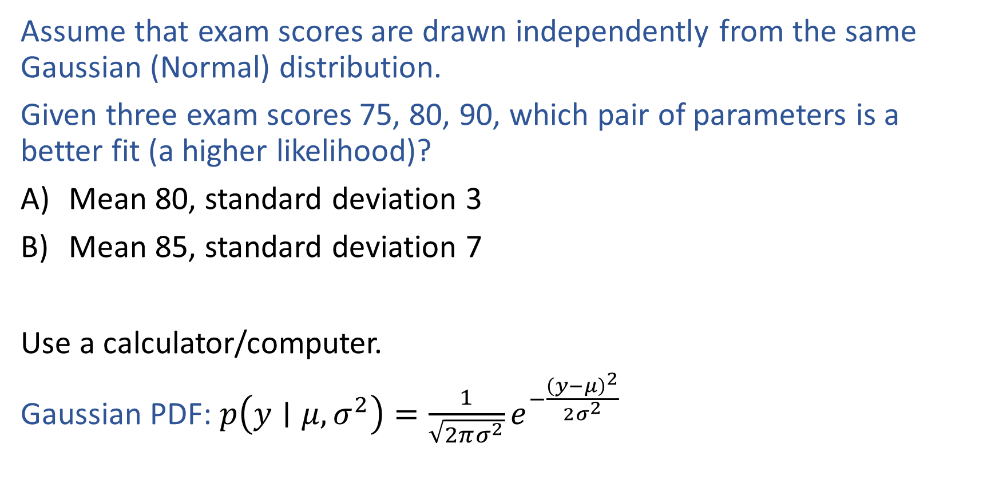 Assume that exam scores are drawn independently from the same
Gaussian (Normal) distribution.
Given three exam scores 75, 80, 90, which pair of parameters is a
better fit (a higher likelihood)?
A) Mean 80, standard deviation 3
B) Mean 85, standard deviation 7
Use a calculator/computer.
Gaussian PDF: $p(y \mid \mu, \sigma^2) = \frac{1}{\sqrt{2\pi\sigma^2}} e^{-\frac{(y-\mu)^2}{2\sigma^2}}$